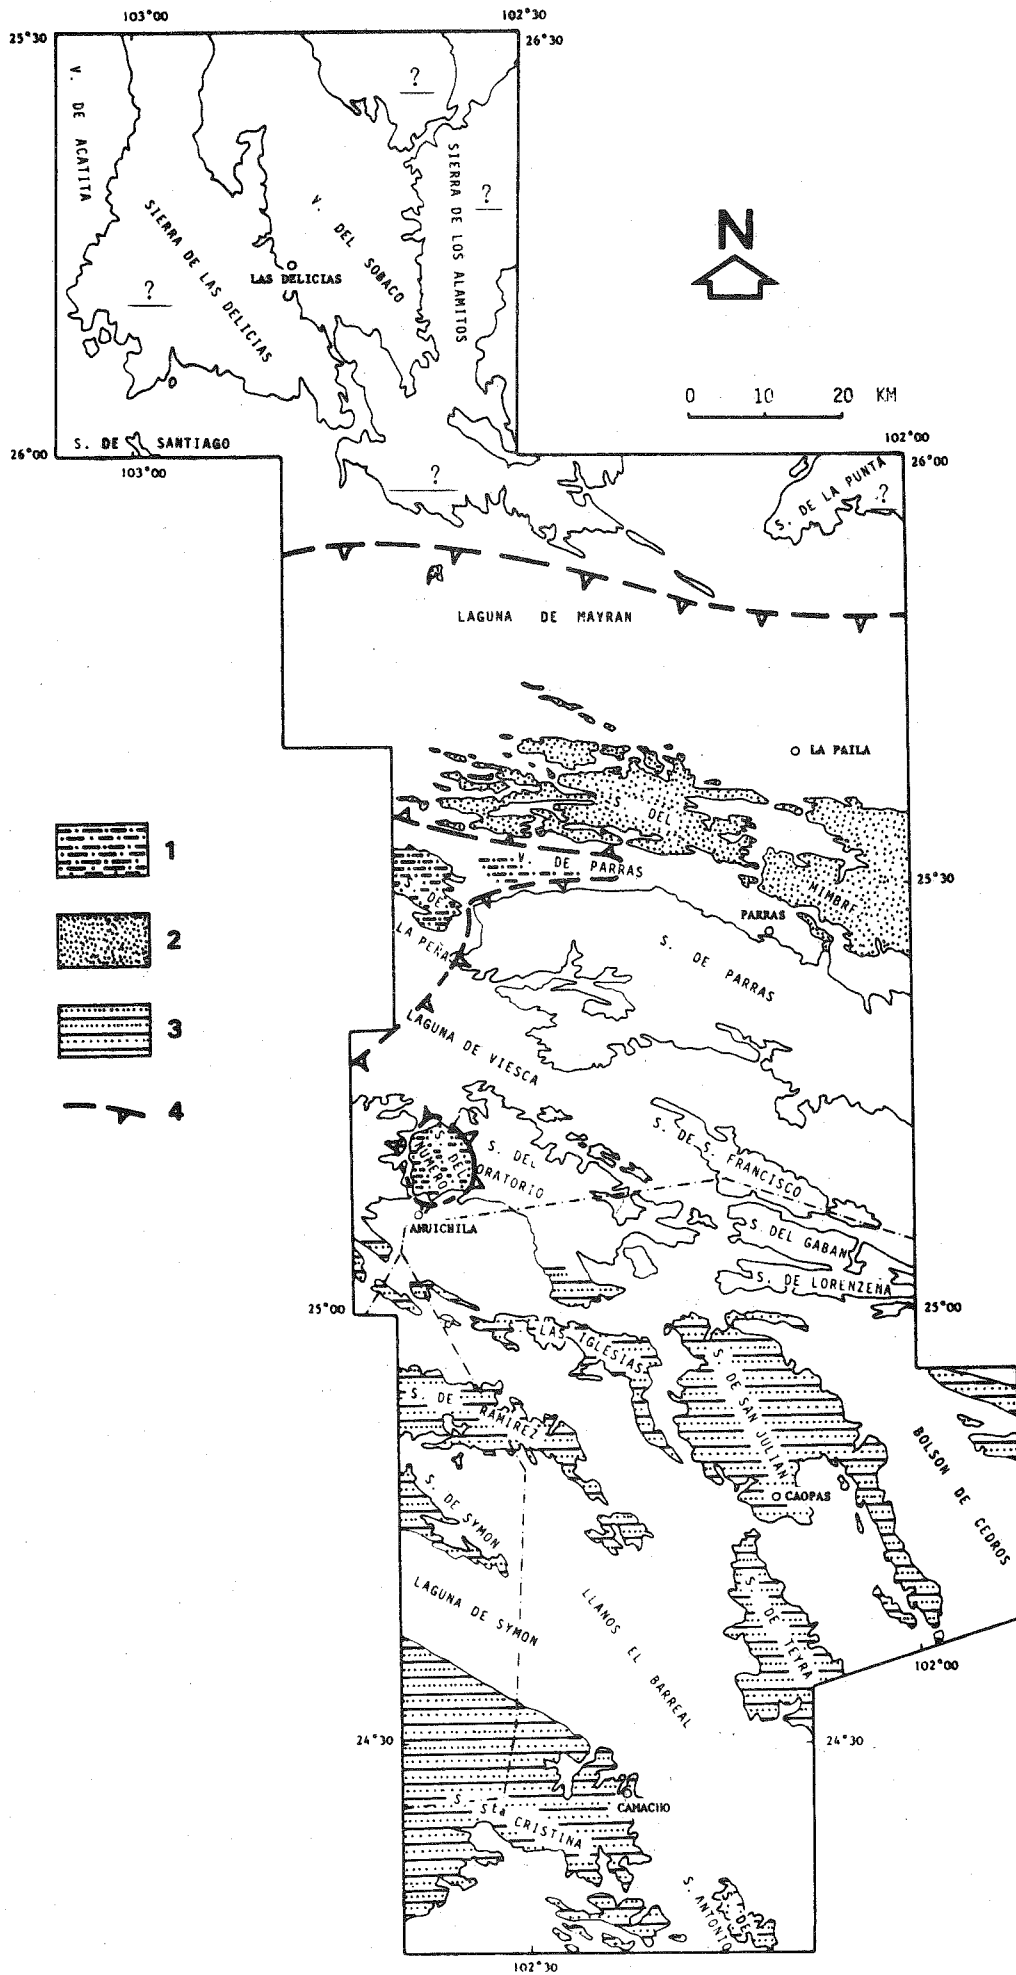 103°00
102°30
25°30
26°30
V. DE ACATITA
?
SIERRA DE LOS ALAMITOS
?
SIERRA DE LAS DELICIAS
V. DEL SOBACO
N
LAS DELICIAS
?
0 10 20 KM
26°00
S. DE SANTIAGO
103°00
102°00
26°00
?
S. DE LA PUNTA
?
LAGUNA DE MAYRAN
LA PAILA
S. DEL
MIMBRE
1
V. DE PARRAS
25°30
S. DE
LA PEÑA
PARRAS
2
S. DE PARRAS
3
LAGUNA DE VIESCA
4
S. DEL
NUMERO
S. DEL
ORATORIO
S. DE S. FRANCISCO
AHUICHILA
S. DEL GABAN
S. DE LORENZEÑA
25°00
25°00
LAS IGLESIAS
S. DE RAMIREZ
S. DE SAN JULIAN
BOLSON DE CEDROS
CAOPAS
S. DE SYMON
LAGUNA DE SYMON
LLANOS EL BARREAL
S. DE TEYRA
102°00
24°30
24°30
CAMACHO
S. Sta CRISTINA
S. DE
S. ANTONIO
102°30